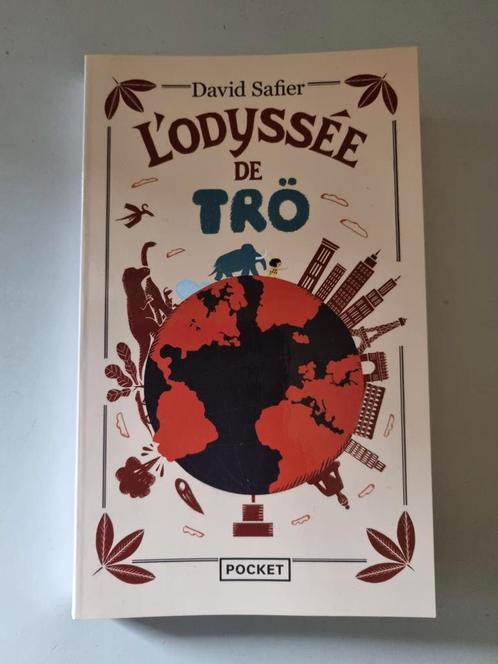 David Safier
L'ODYSSÉE
DE
TRÖ
POCKET